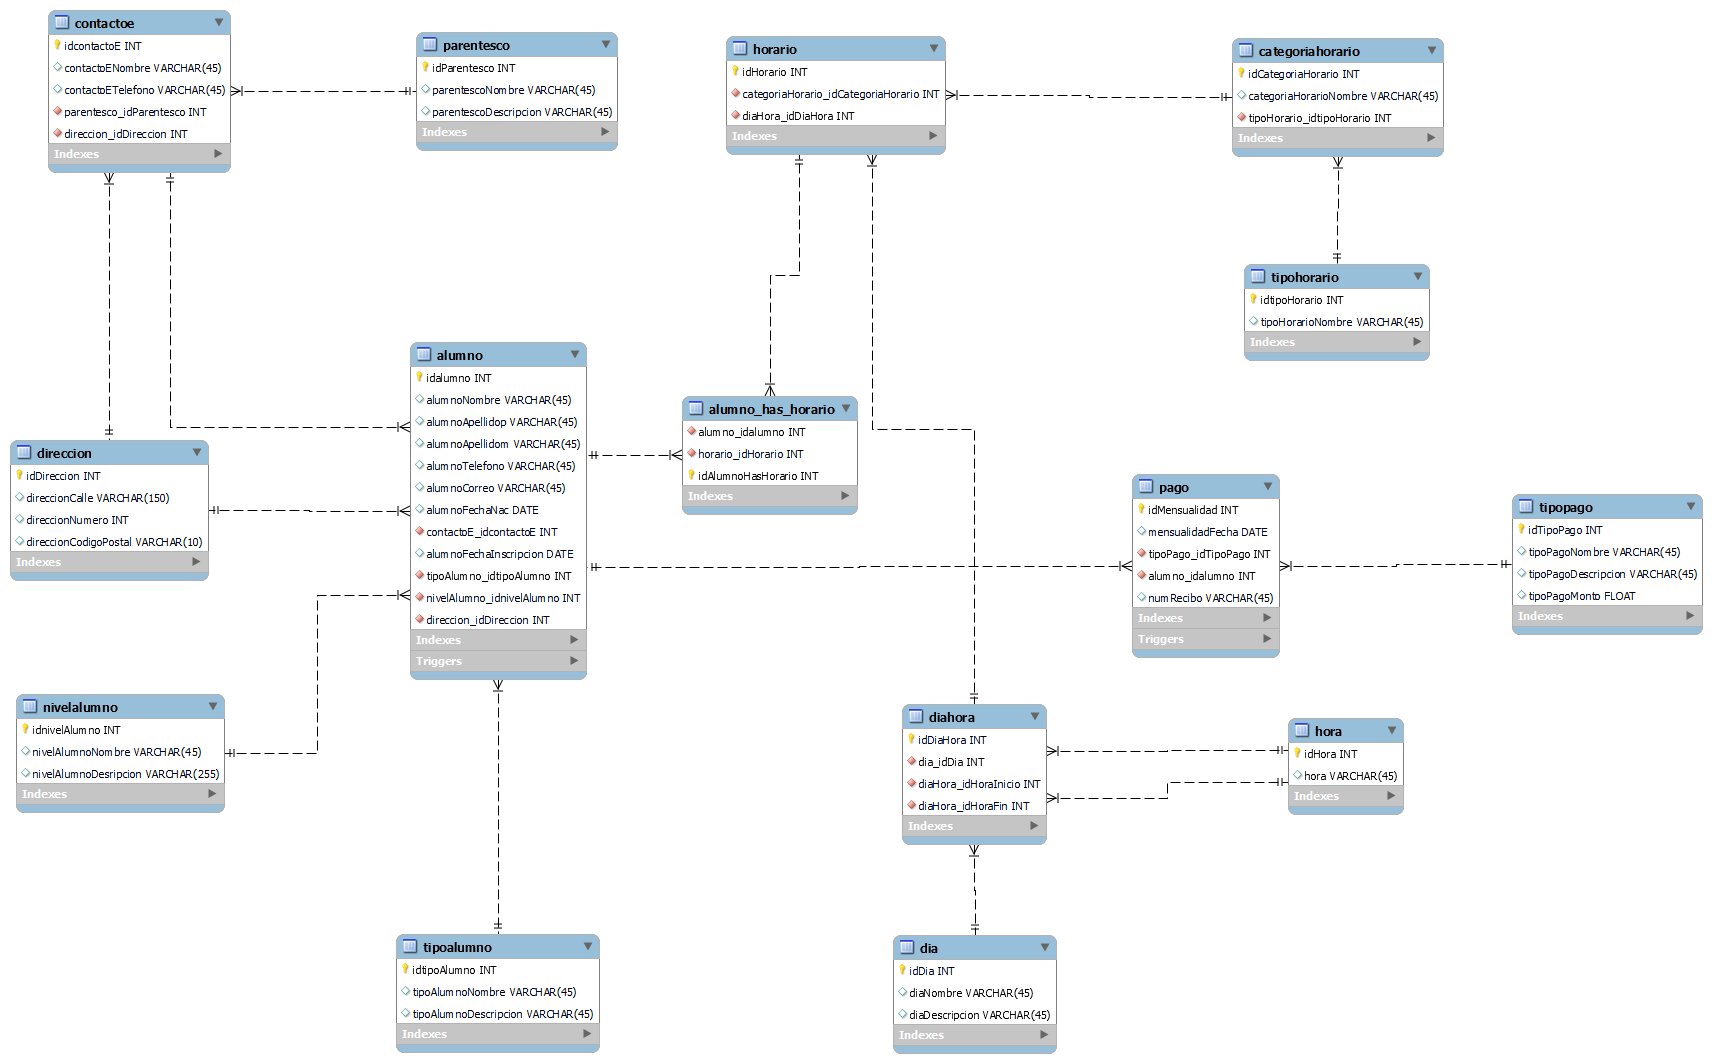 contactoe
idcontactoE INT
contactoENombre VARCHAR(45)
contactoETelefono VARCHAR(45)
parentesco_idParentesco INT
direccion_idDireccion INT
Indexes
parentesco
idParentesco INT
parentescoNombre VARCHAR(45)
parentescoDescripcion VARCHAR(45)
Indexes
horario
idHorario INT
categoriaHorario_idCategoriaHorario INT
diaHora_idDiaHora INT
Indexes
categoriahorario
idCategoriaHorario INT
categoriaHorarioNombre VARCHAR(45)
tipoHorario_idtipoHorario INT
Indexes
tipohorario
idtipoHorario INT
tipoHorarioNombre VARCHAR(45)
Indexes
alumno
idalumno INT
alumnoNombre VARCHAR(45)
alumnoApellidop VARCHAR(45)
alumnoApellidom VARCHAR(45)
alumnoTelefono VARCHAR(45)
alumnoCorreo VARCHAR(45)
alumnoFechaNac DATE
contactoE_idcontactoE INT
alumnoFechaInscripcion DATE
tipoAlumno_idtipoAlumno INT
nivelAlumno_idnivelAlumno INT
direccion_idDireccion INT
Indexes
Triggers
alumno_has_horario
alumno_idalumno INT
horario_idHorario INT
idAlumnoHasHorario INT
Indexes
direccion
idDireccion INT
direccionCalle VARCHAR(150)
direccionNumero INT
direccionCodigoPostal VARCHAR(10)
Indexes
pago
idMensualidad INT
mensualidadFecha DATE
tipoPago_idTipoPago INT
alumno_idalumno INT
numRecibo VARCHAR(45)
Indexes
Triggers
tipopago
idTipoPago INT
tipoPagoNombre VARCHAR(45)
tipoPagoDescripcion VARCHAR(45)
tipoPagoMonto FLOAT
Indexes
nivelalumno
idnivelAlumno INT
nivelAlumnoNombre VARCHAR(45)
nivelAlumnoDesripcion VARCHAR(255)
Indexes
diahora
idDiaHora INT
dia_idDia INT
diaHora_idHoraInicio INT
diaHora_idHoraFin INT
Indexes
hora
idHora INT
hora VARCHAR(45)
Indexes
tipoalumno
idtipoAlumno INT
tipoAlumnoNombre VARCHAR(45)
tipoAlumnoDescripcion VARCHAR(45)
Indexes
dia
idDia INT
diaNombre VARCHAR(45)
diaDescripcion VARCHAR(45)
Indexes